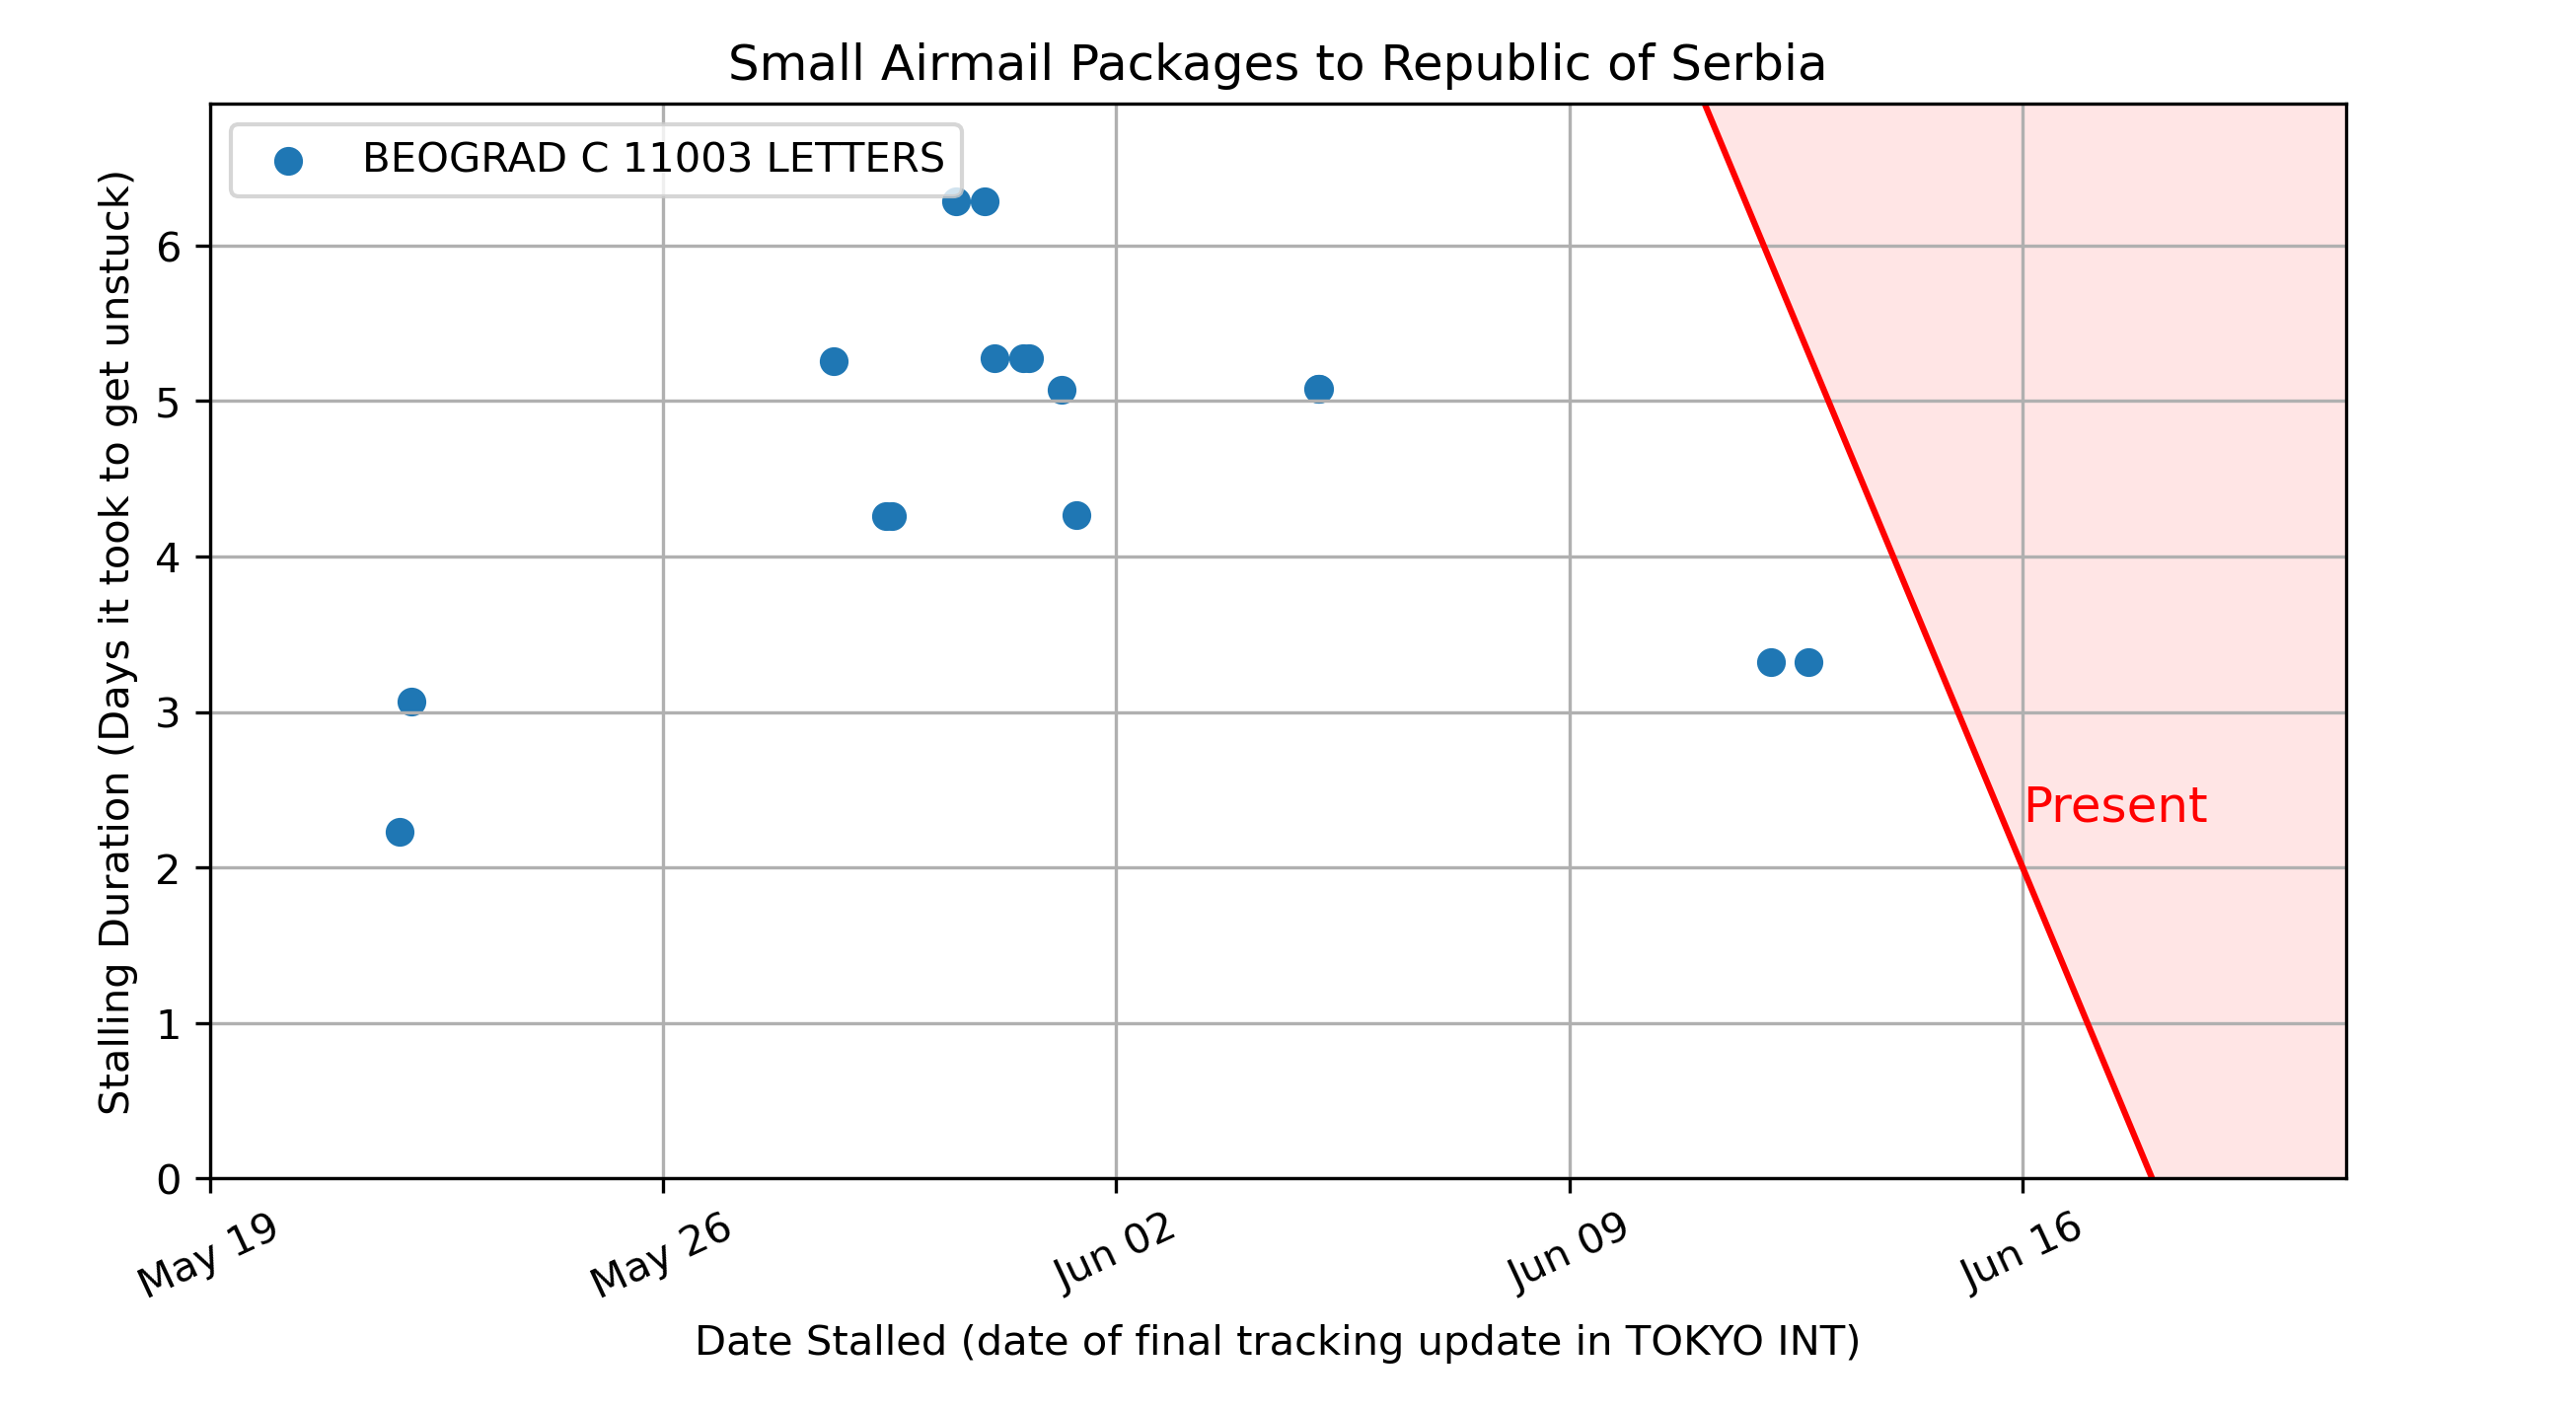 Small Airmail Packages to Republic of Serbia
BEOGRAD C 11003 LETTERS
Stalling Duration (Days it took to get unstuck)
6
5
4
3
2
1
0
Present
May 19
May 26
Jun 02
Jun 09
Jun 16
Date Stalled (date of final tracking update in TOKYO INT)